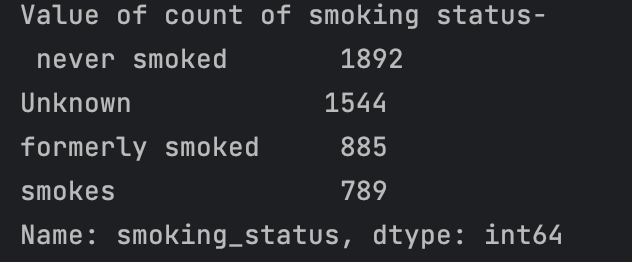 Value of count of smoking status-
 never smoked       1892
Unknown            1544
formerly smoked     885
smokes              789
Name: smoking_status, dtype: int64